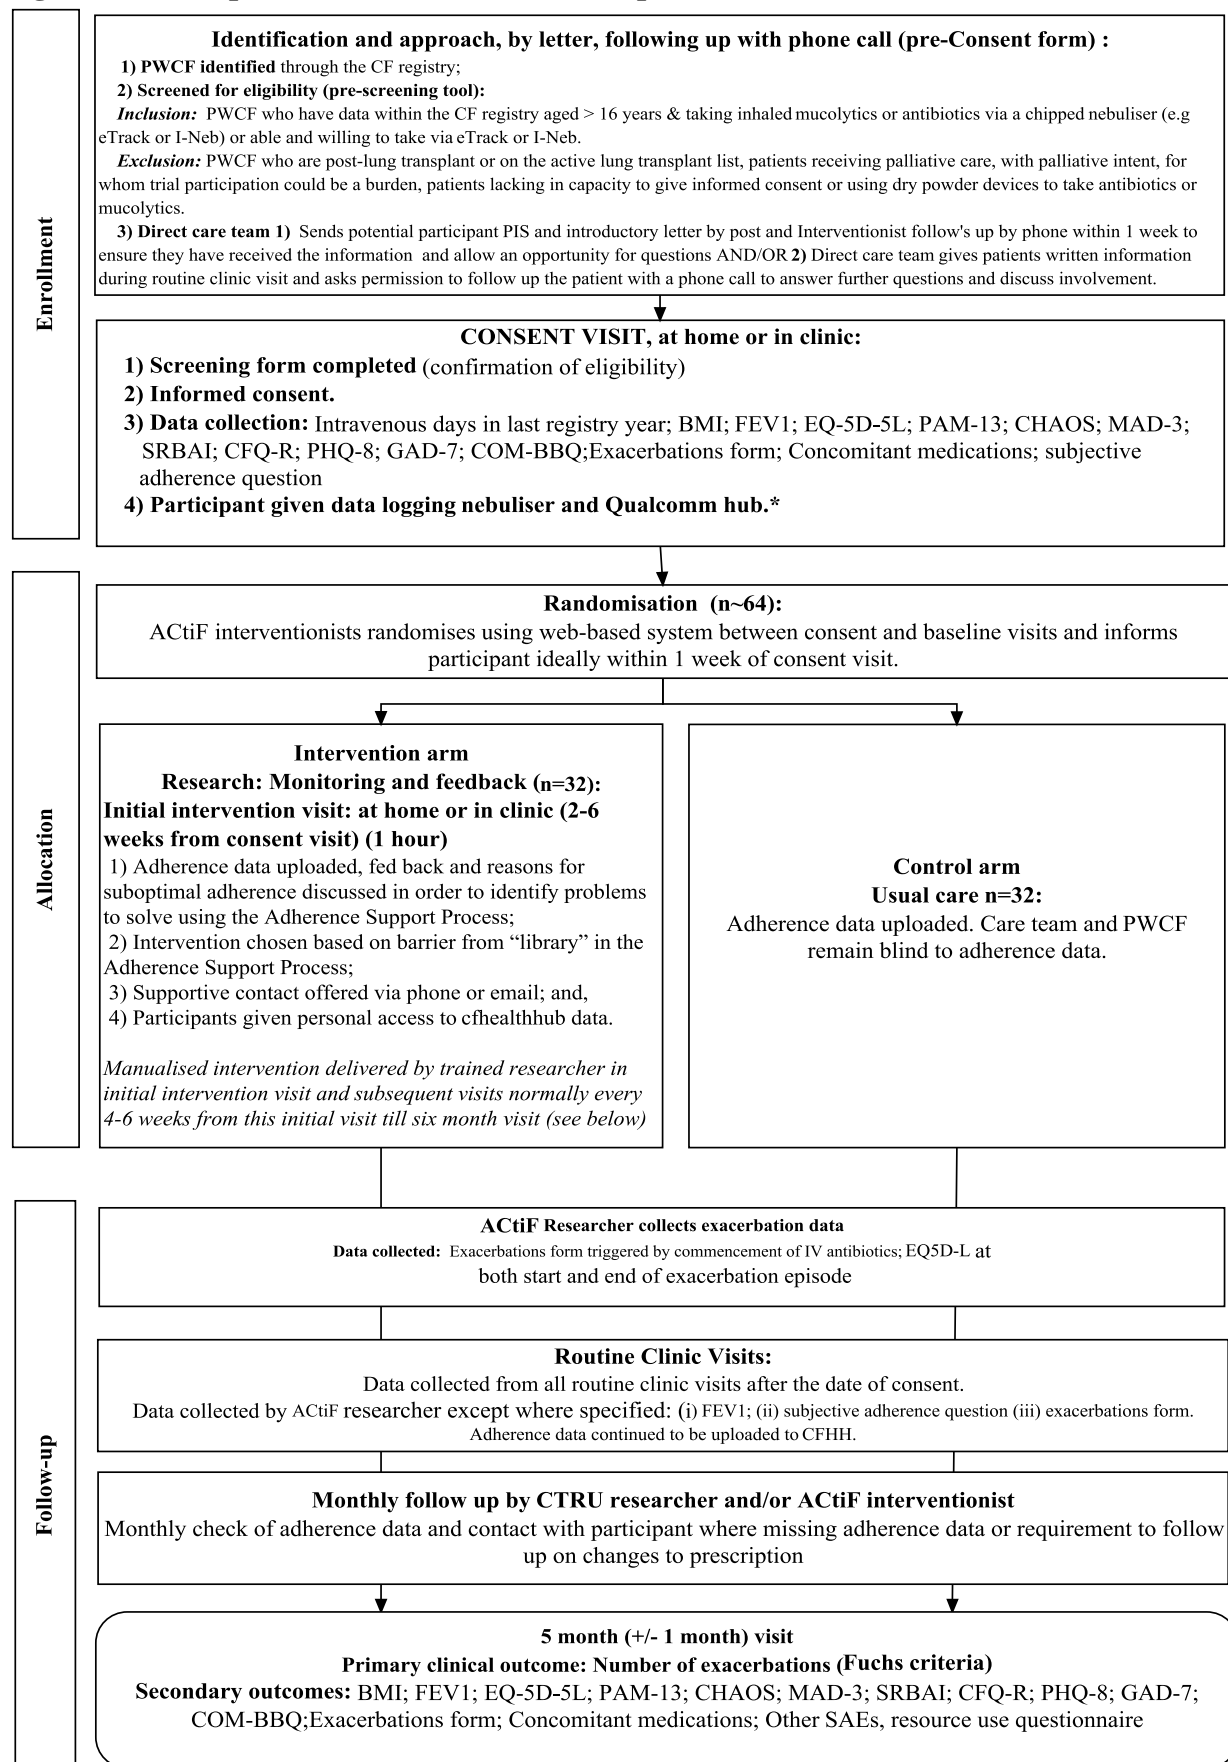 Identification and approach, by letter, following up with phone call (pre-Consent form) :
1) PWCF identified through the CF registry;
2) Screened for eligibility (pre-screening tool):
Inclusion: PWCF who have data within the CF registry aged > 16 years & taking inhaled mucolytics or antibiotics via a chipped nebuliser (e.g
eTrack or I-Neb) or able and willing to take via eTrack or I-Neb.
Exclusion: PWCF who are post-lung transplant or on the active lung transplant list, patients receiving palliative care, with palliative intent, for
whom trial participation could be a burden, patients lacking in capacity to give informed consent or using dry powder devices to take antibiotics or
mucolytics.
3) Direct care team 1) Sends potential participant PIS and introductory letter by post and Interventionist follow's up by phone within 1 week to
ensure they have received the information and allow an opportunity for questions AND/OR 2) Direct care team gives patients written information
during routine clinic visit and asks permission to follow up the patient with a phone call to answer further questions and discuss involvement.
Enrollment
CONSENT VISIT, at home or in clinic:
1) Screening form completed (confirmation of eligibility)
2) Informed consent.
3) Data collection: Intravenous days in last registry year; BMI; FEV1; EQ-5D-5L; PAM-13; CHAOS; MAD-3;
SRBAI; CFQ-R; PHQ-8; GAD-7; COM-BBQ;Exacerbations form; Concomitant medications; subjective
adherence question
4) Participant given data logging nebuliser and Qualcomm hub.*
Randomisation (n~64):
ACtiF interventionists randomises using web-based system between consent and baseline visits and informs
participant ideally within 1 week of consent visit.
Allocation
Intervention arm
Research: Monitoring and feedback (n=32):
Initial intervention visit: at home or in clinic (2-6
weeks from consent visit) (1 hour)
1) Adherence data uploaded, fed back and reasons for
suboptimal adherence discussed in order to identify problems
to solve using the Adherence Support Process;
2) Intervention chosen based on barrier from “library” in the
Adherence Support Process;
3) Supportive contact offered via phone or email; and,
4) Participants given personal access to cfhealthhub data.
Manualised intervention delivered by trained researcher in
initial intervention visit and subsequent visits normally every
4-6 weeks from this initial visit till six month visit (see below)
Control arm
Usual care n=32:
Adherence data uploaded. Care team and PWCF
remain blind to adherence data.
Follow-up
ACtiF Researcher collects exacerbation data
Data collected: Exacerbations form triggered by commencement of IV antibiotics; EQ5D-L at
both start and end of exacerbation episode
Routine Clinic Visits:
Data collected from all routine clinic visits after the date of consent.
Data collected by ACtiF researcher except where specified: (i) FEV1; (ii) subjective adherence question (iii) exacerbations form.
Adherence data continued to be uploaded to CFHH.
Monthly follow up by CTRU researcher and/or ACtiF interventionist
Monthly check of adherence data and contact with participant where missing adherence data or requirement to follow
up on changes to prescription
5 month (+/- 1 month) visit
Primary clinical outcome: Number of exacerbations (Fuchs criteria)
Secondary outcomes: BMI; FEV1; EQ-5D-5L; PAM-13; CHAOS; MAD-3; SRBAI; CFQ-R; PHQ-8; GAD-7;
COM-BBQ;Exacerbations form; Concomitant medications; Other SAEs, resource use questionnaire